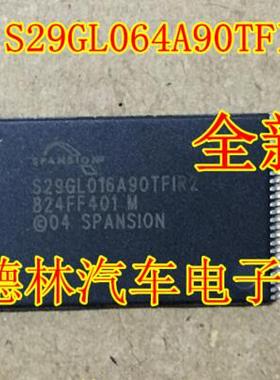 S29GL064A90TF
全新
SPANSION
S29GL016A90TFIR2
824FF401 M
©04 SPANSION
德林汽车电子